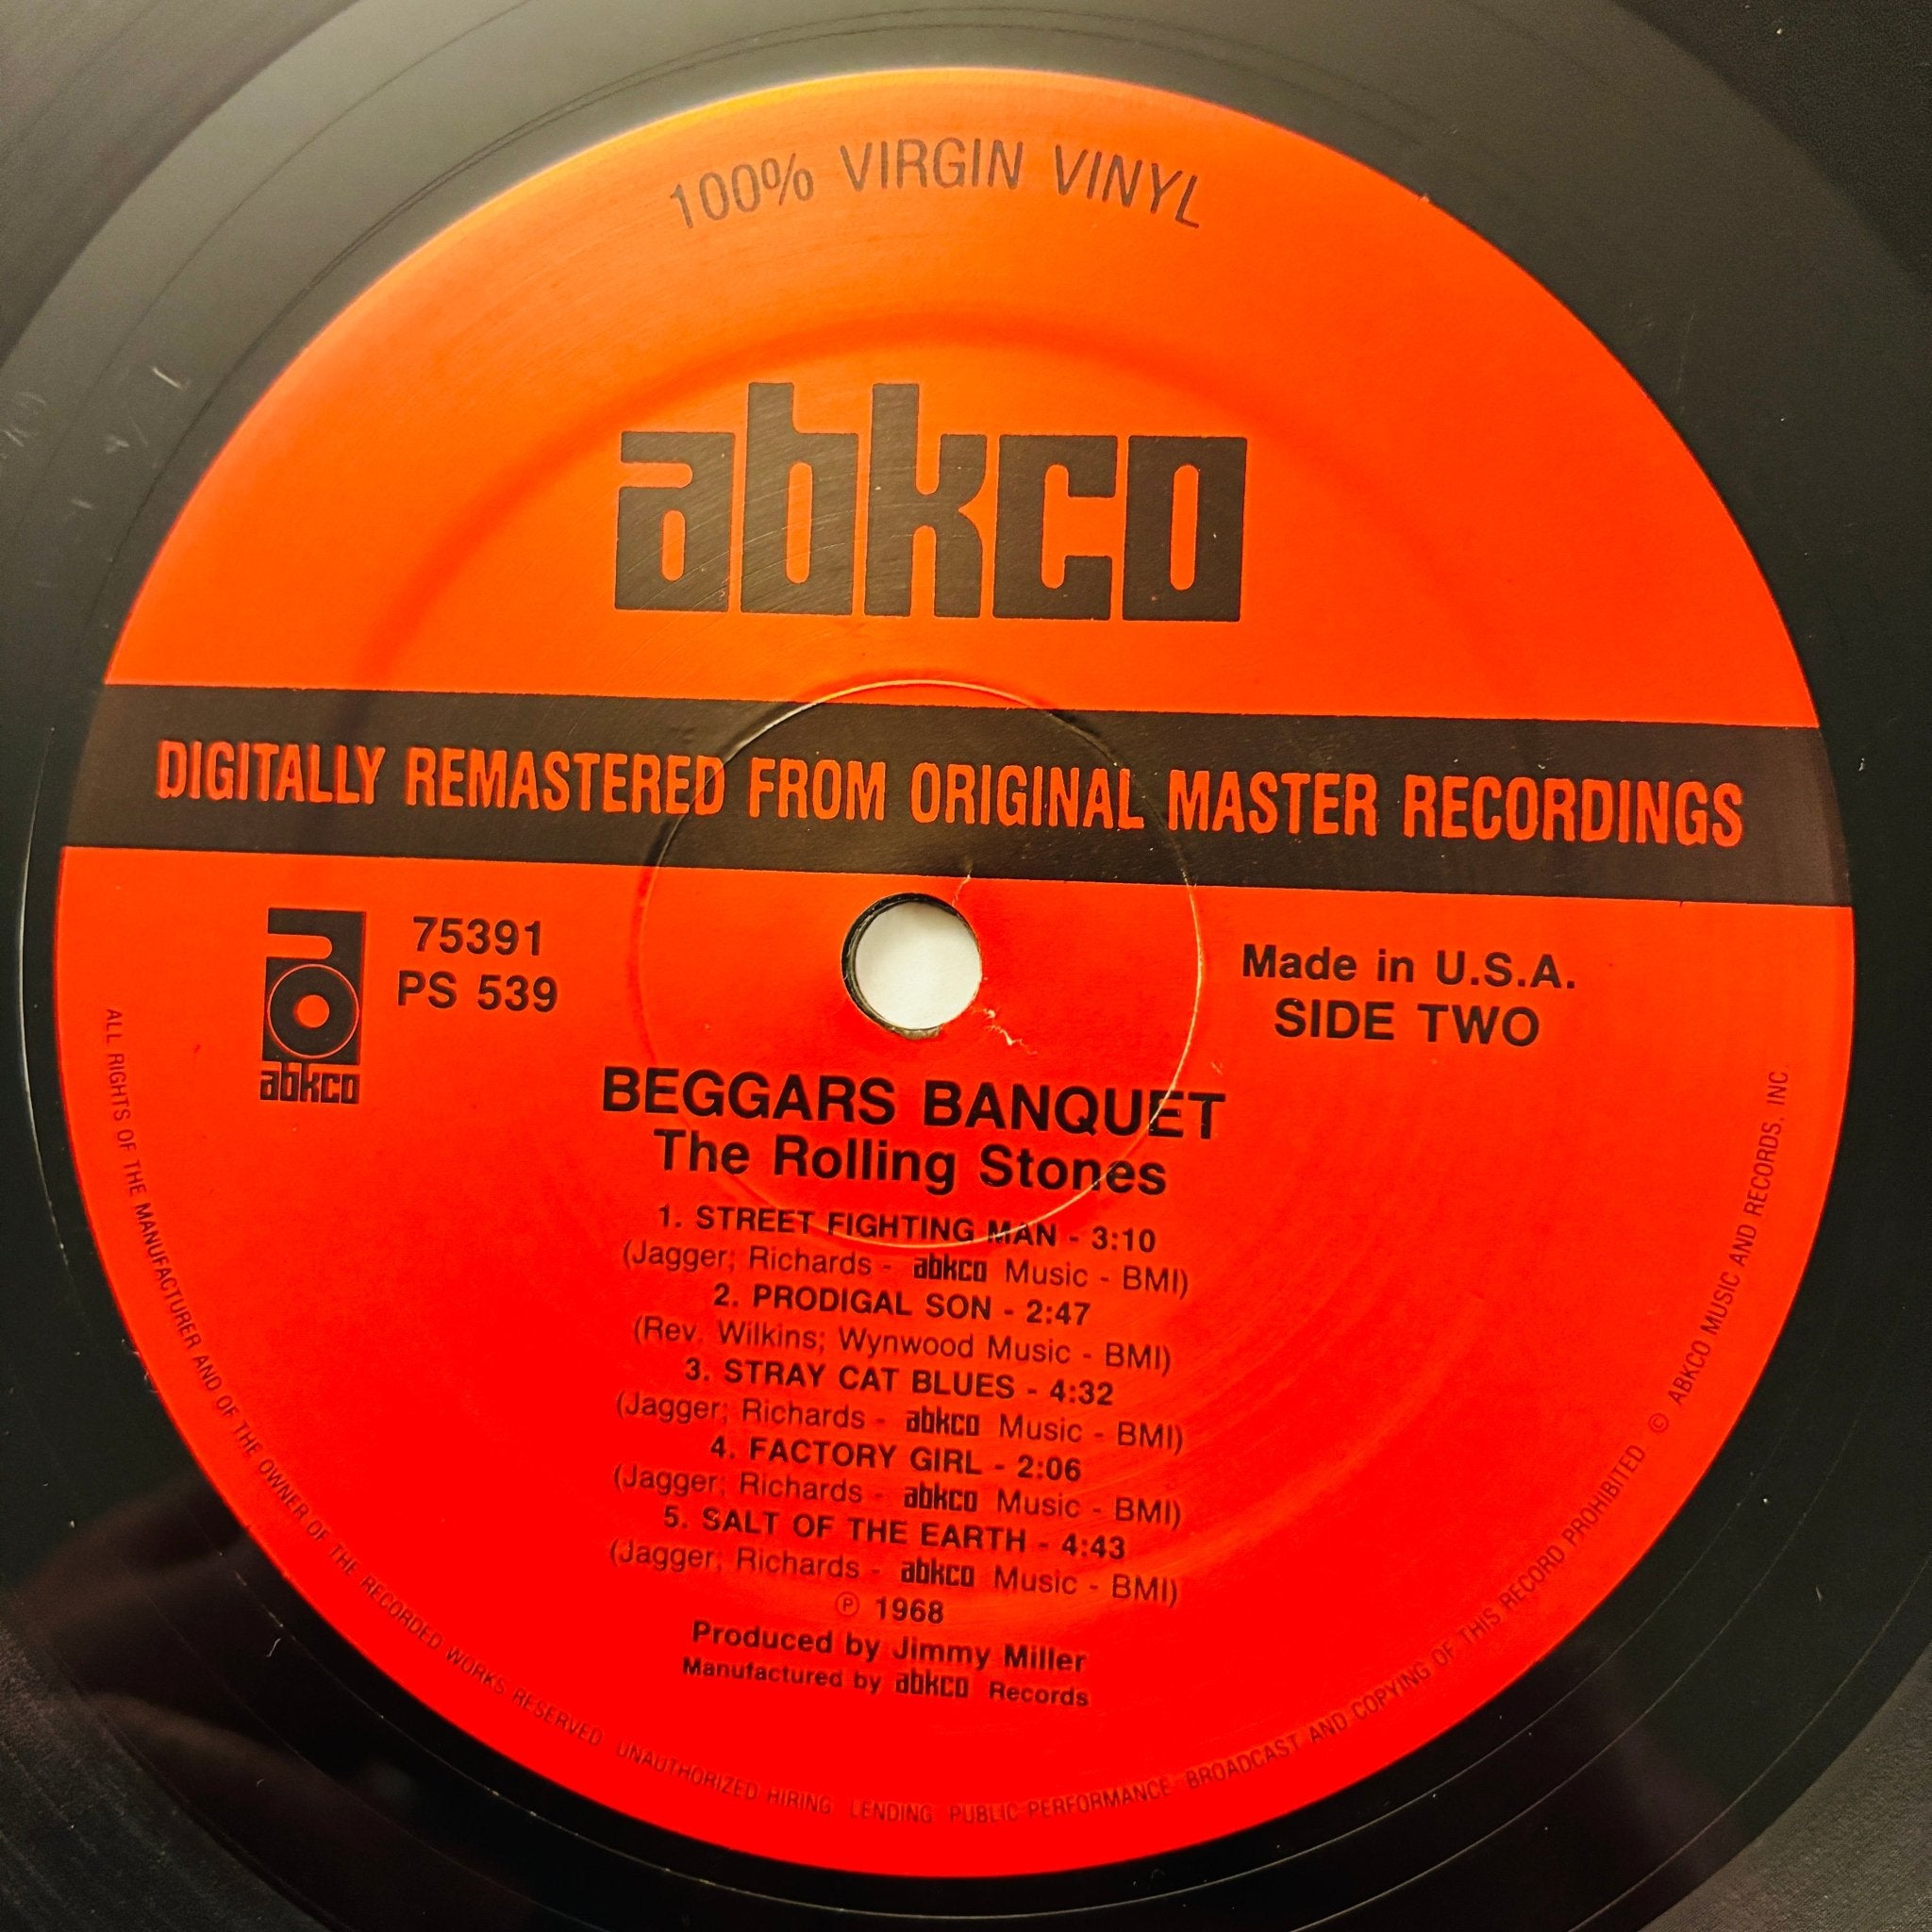 100% VIRGIN VINYL
abkco
DIGITALLY REMASTERED FROM ORIGINAL MASTER RECORDINGS
abkco
75391
PS 539
Made in U.S.A.
SIDE TWO
BEGGARS BANQUET
The Rolling Stones
1. STREET FIGHTING MAN - 3:10
(Jagger; Richards - abkco Music - BMI)
2. PRODIGAL SON - 2:47
(Rev. Wilkins; Wynwood Music - BMI)
3. STRAY CAT BLUES - 4:32
(Jagger; Richards - abkco Music - BMI)
4. FACTORY GIRL - 2:06
(Jagger; Richards - abkco Music - BMI)
5. SALT OF THE EARTH - 4:43
(Jagger; Richards - abkco Music - BMI)
℗ 1968
Produced by Jimmy Miller
Manufactured by abkco Records
ALL RIGHTS OF THE MANUFACTURER AND OF THE OWNER OF THE RECORDED WORKS RESERVED UNAUTHORIZED HIRING LENDING PUBLIC PERFORMANCE BROADCAST AND COPYING OF THIS RECORD PROHIBITED © ABKCO MUSIC AND RECORDS, INC.